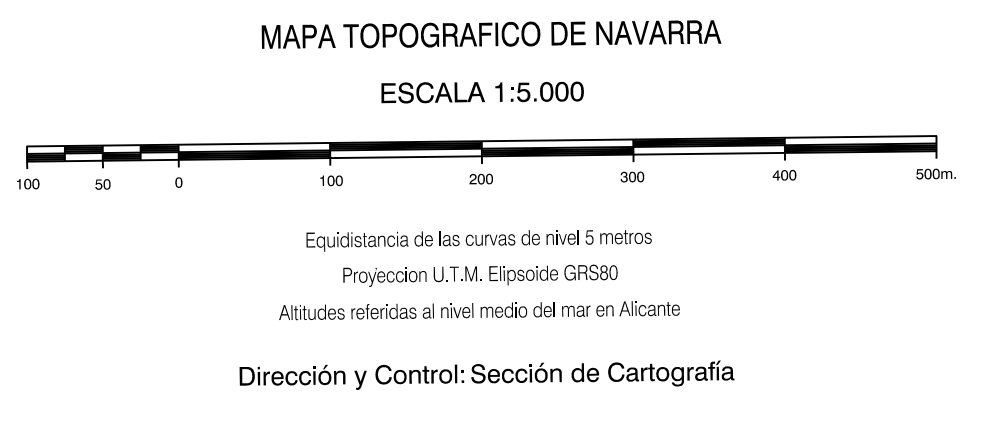 MAPA TOPOGRAFICO DE NAVARRA
ESCALA 1:5.000
100 50 0 100 200 300 400 500m.
Equidistancia de las curvas de nivel 5 metros
Proyeccion U.T.M. Elipsoide GRS80
Altitudes referidas al nivel medio del mar en Alicante
Dirección y Control: Sección de Cartografía